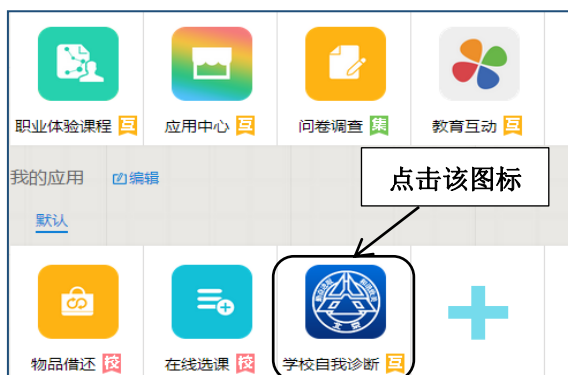 职业体验课程 互 应用中心 互 问卷调查 集 教育互动 互
我的应用 编辑
点击该图标
默认
物品借还 校 在线选课 校 学校自我诊断 互